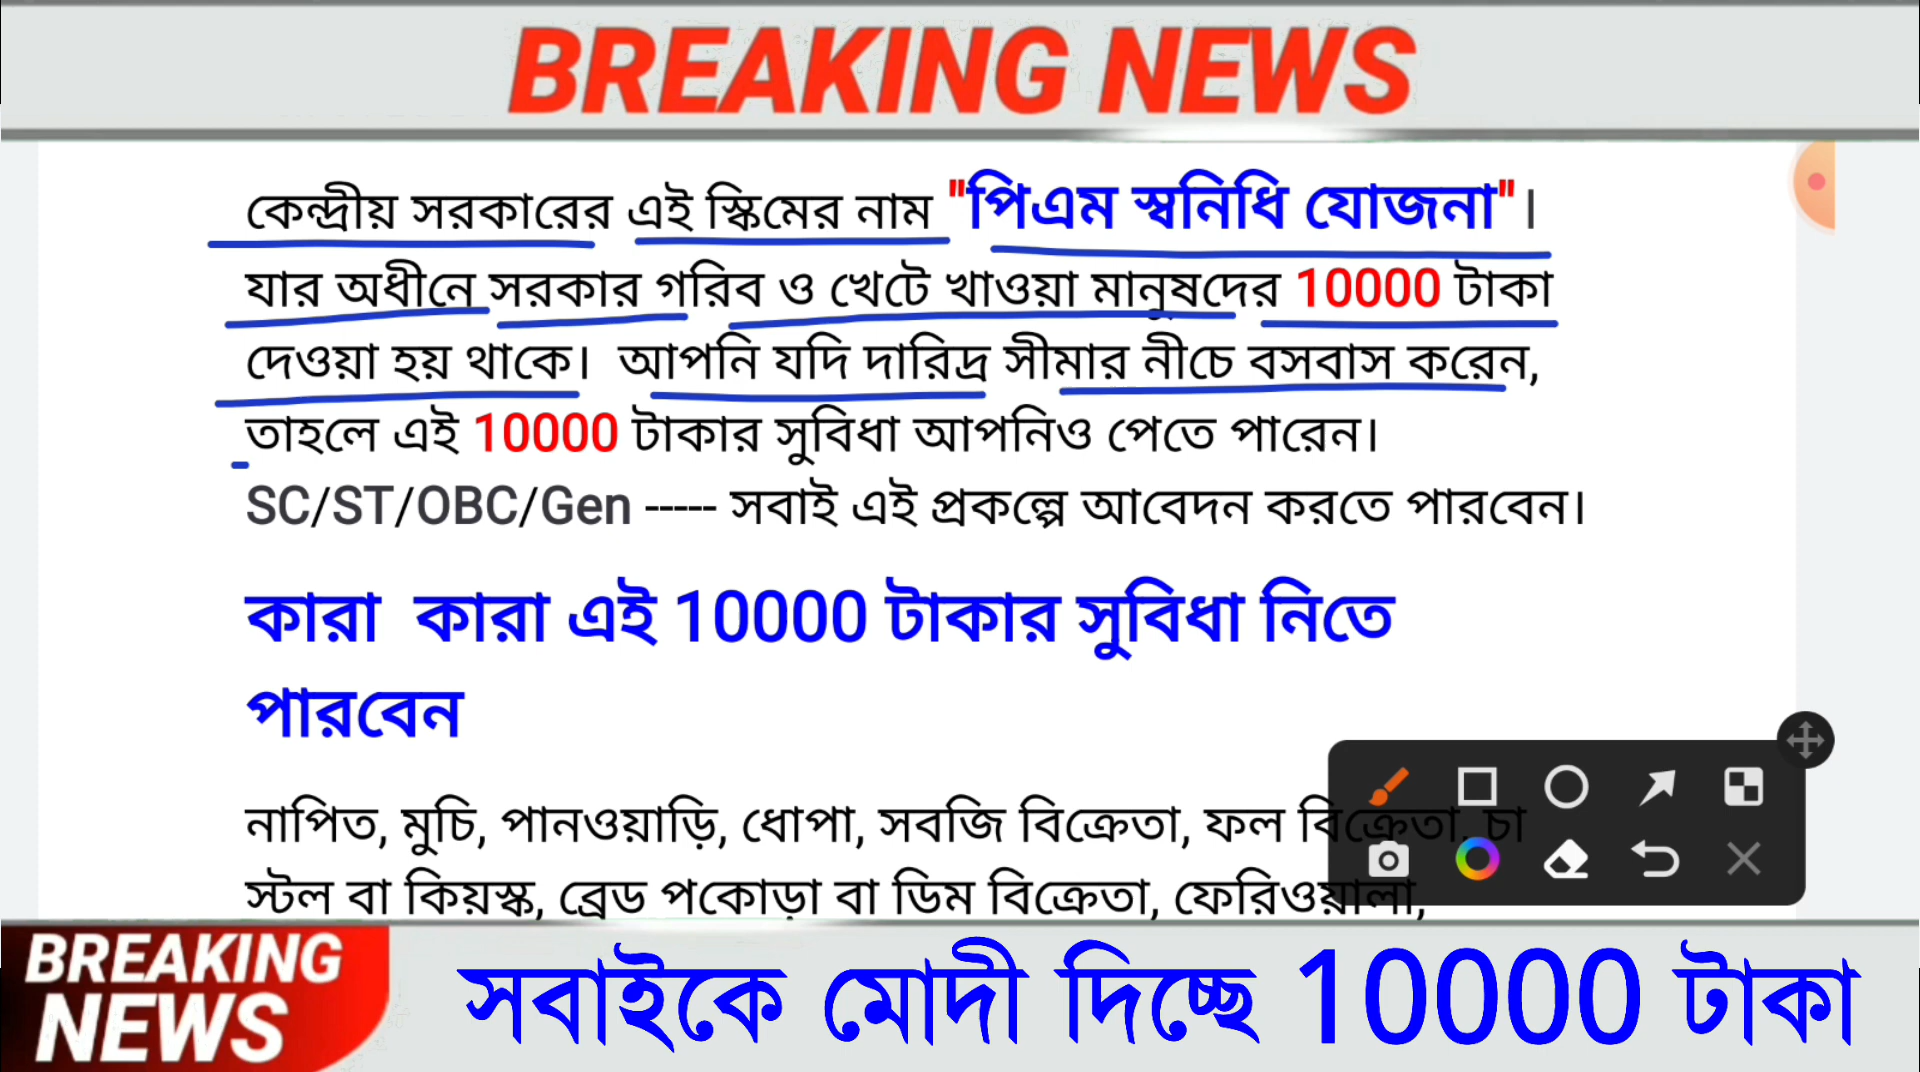 BREAKING NEWS
কেন্দ্রীয় সরকারের এই স্কিমের নাম "পিএম স্বনিধি যোজনা"।
যার অধীনে সরকার গরিব ও খেটে খাওয়া মানুষদের 10000 টাকা
দেওয়া হয় থাকে। আপনি যদি দারিদ্র সীমার নীচে বসবাস করেন,
তাহলে এই 10000 টাকার সুবিধা আপনিও পেতে পারেন।
SC/ST/OBC/Gen ----- সবাই এই প্রকল্পে আবেদন করতে পারবেন।
কারা কারা এই 10000 টাকার সুবিধা নিতে
পারবেন
নাপিত, মুচি, পানওয়াড়ি, ধোপা, সবজি বিক্রেতা, ফল বিক্রেতা, চা
স্টল বা কিয়স্ক, ব্রেড পকোড়া বা ডিম বিক্রেতা, ফেরিওয়ালা,
BREAKING
NEWS
সবাইকে মোদী দিচ্ছে 10000 টাকা